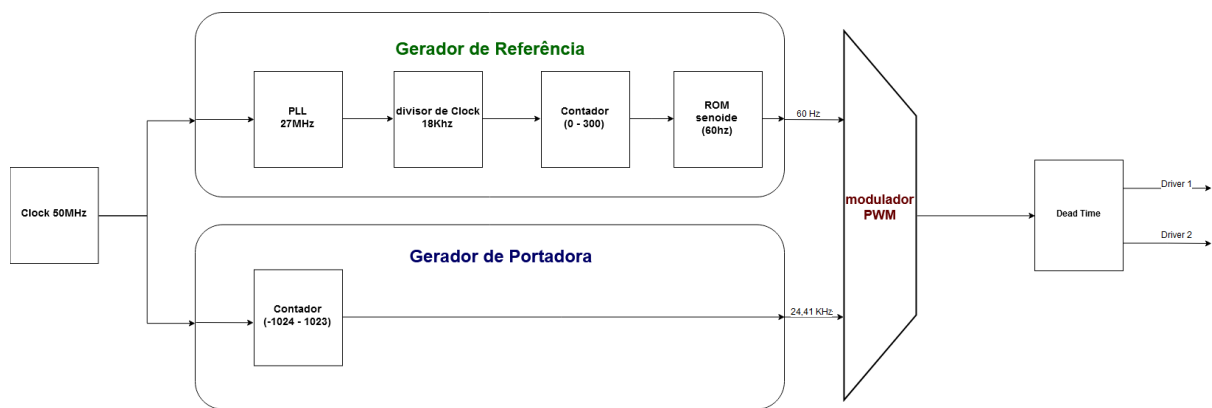 Gerador de Referência
PLL
27MHz
divisor de Clock
18Khz
Contador
(0 - 300)
ROM
senoide
(60hz)
60 Hz
Clock 50MHz
Gerador de Portadora
Contador
(-1024 - 1023)
24,41 KHz
modulador
PWM
Dead Time
Driver 1
Driver 2